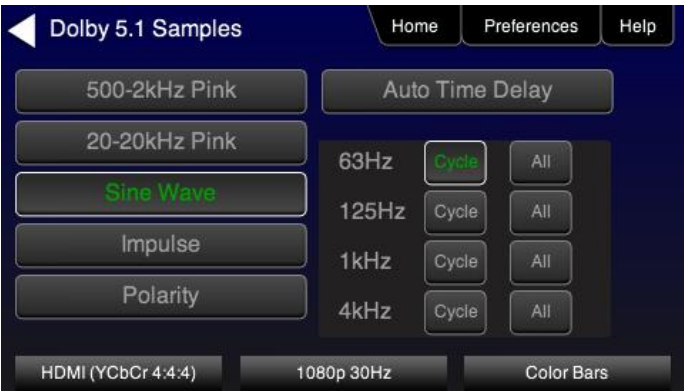 Dolby 5.1 Samples
Home Preferences Help
500-2kHz Pink
Auto Time Delay
20-20kHz Pink
Sine Wave
Impulse
Polarity
63Hz Cycle All
125Hz Cycle All
1kHz Cycle All
4kHz Cycle All
HDMI (YCbCr 4:4:4) 1080p 30Hz Color Bars